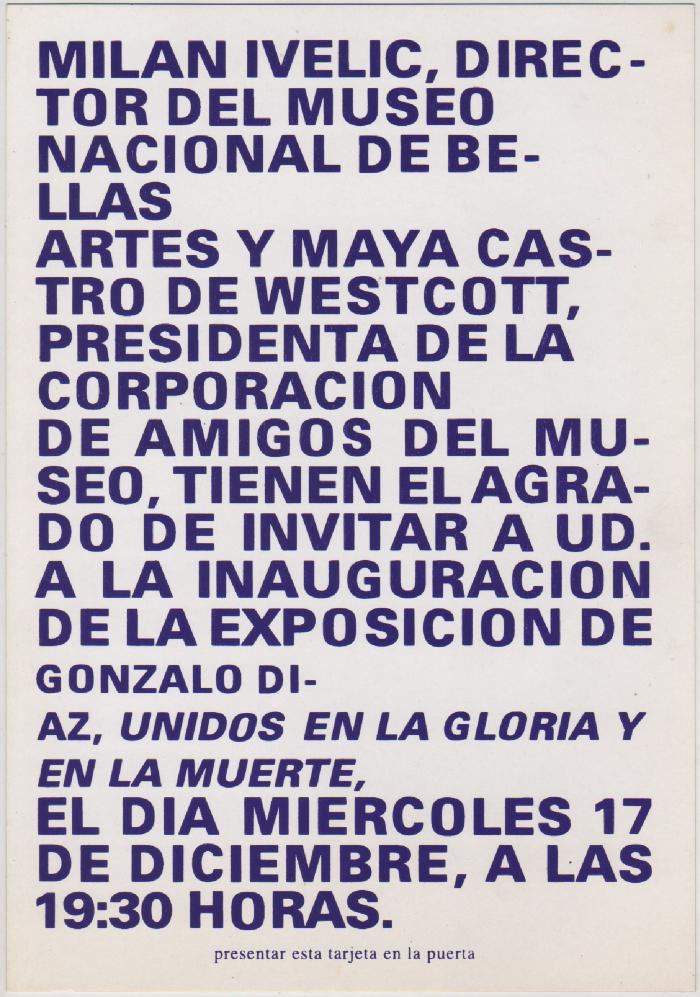 MILAN IVELIC, DIREC-
TOR DEL MUSEO
NACIONAL DE BE-
LLAS
ARTES Y MAYA CAS-
TRO DE WESTCOTT,
PRESIDENTA DE LA
CORPORACION
DE AMIGOS DEL MU-
SEO, TIENEN EL AGRA-
DO DE INVITAR A UD.
A LA INAUGURACION
DE LA EXPOSICION DE
GONZALO DI-
AZ, UNIDOS EN LA GLORIA Y
EN LA MUERTE,
EL DIA MIERCOLES 17
DE DICIEMBRE, A LAS
19:30 HORAS.
presentar esta tarjeta en la puerta